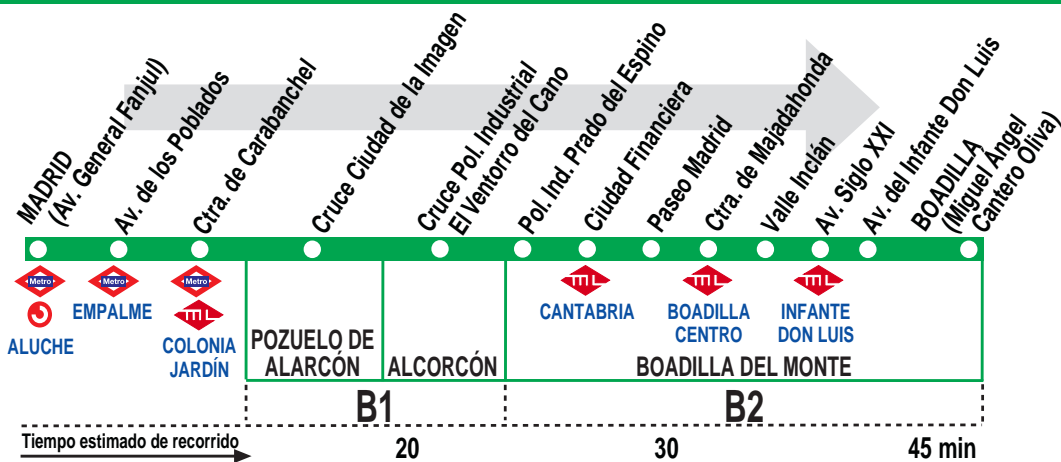 MADRID
(Av. General Fanjul)
Av. de los Poblados
Ctra. de Carabanchel
Cruce Ciudad de la Imagen
Cruce Pol. Industrial
El Ventorro del Cano
Pol. Ind. Prado del Espino
Ciudad Financiera
Paseo Madrid
Ctra. de Majadahonda
Valle Inclán
Av. Siglo XXI
Av. del Infante Don Luis
BOADILLA
(Miguel Ángel
Cantero Oliva)
Metro
Metro
Metro
ML
ML
ML
ML
ALUCHE
EMPALME
COLONIA
JARDÍN
CANTABRIA
BOADILLA
CENTRO
INFANTE
DON LUIS
POZUELO DE
ALARCÓN
ALCORCÓN
BOADILLA DEL MONTE
B1
B2
Tiempo estimado de recorrido
20
30
45 min